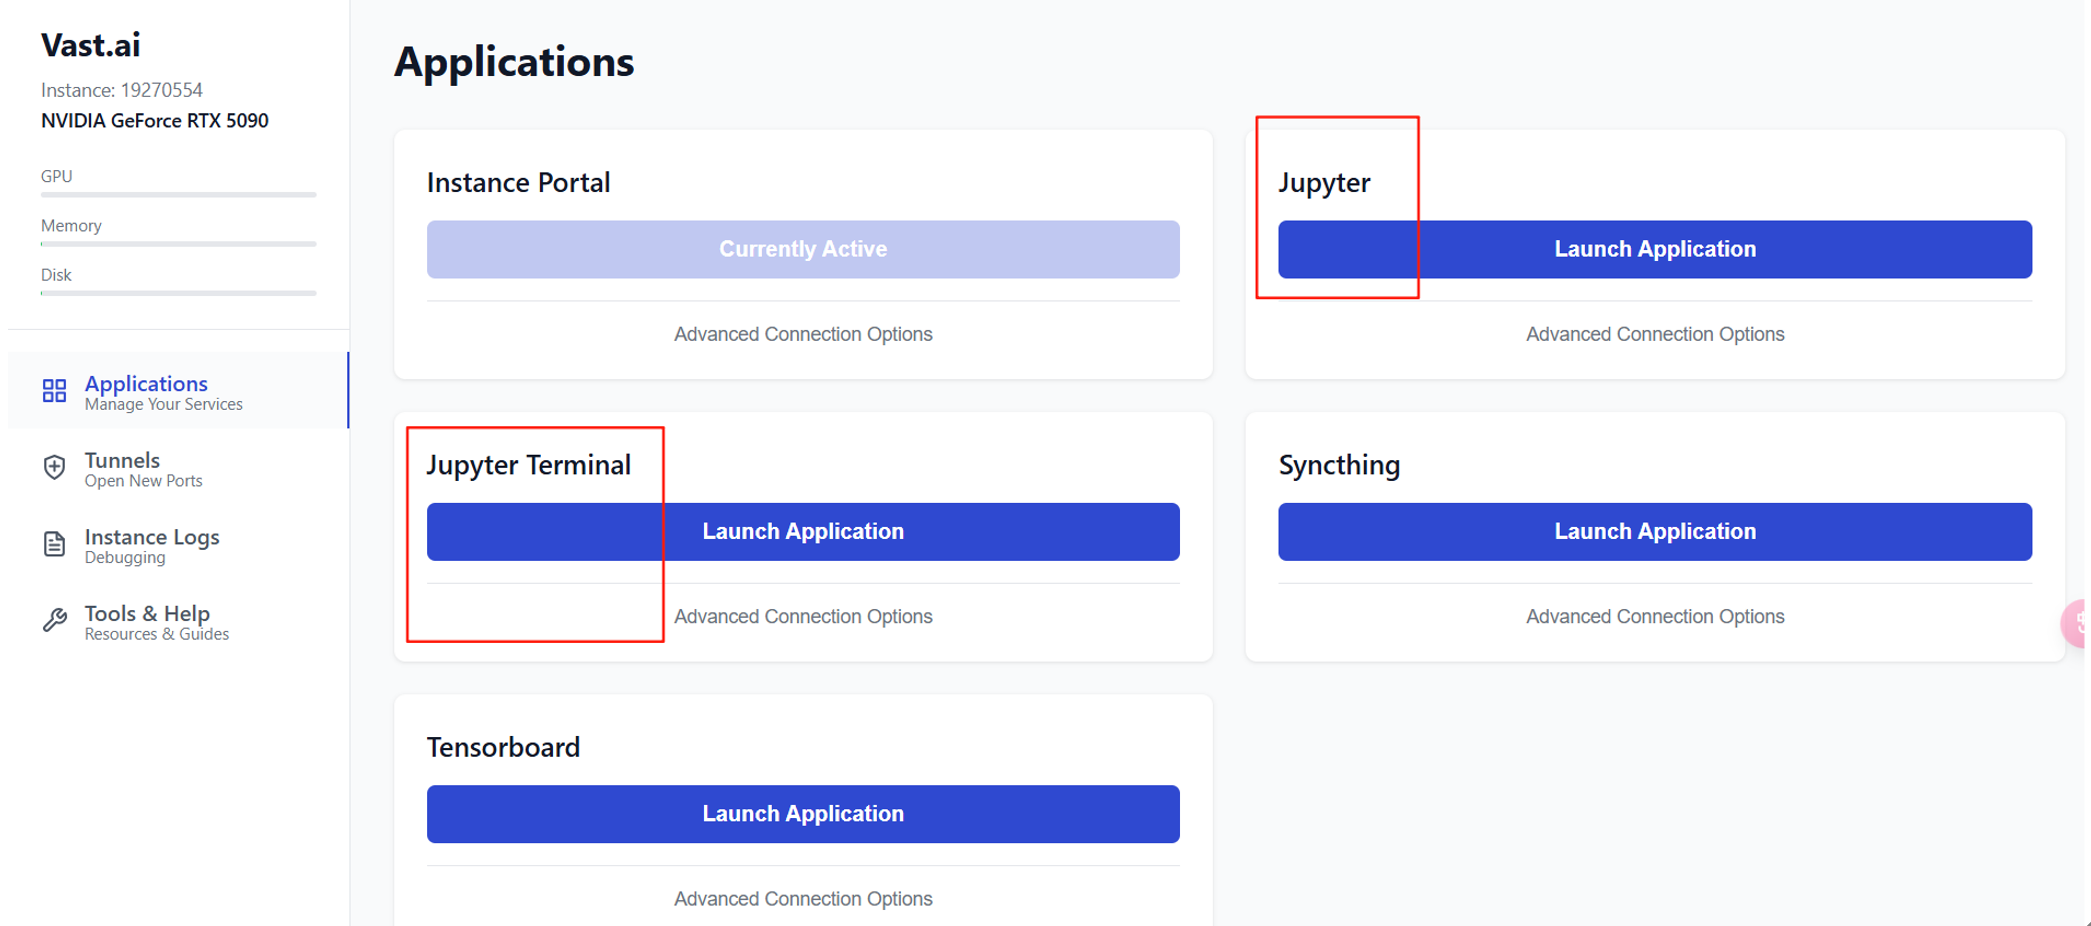 Vast.ai
Instance: 19270554
NVIDIA GeForce RTX 5090
GPU
Memory
Disk
Applications
Manage Your Services
Tunnels
Open New Ports
Instance Logs
Debugging
Tools & Help
Resources & Guides
Applications
Instance Portal
Currently Active
Advanced Connection Options
Jupyter
Launch Application
Advanced Connection Options
Jupyter Terminal
Launch Application
Advanced Connection Options
Syncthing
Launch Application
Advanced Connection Options
Tensorboard
Launch Application
Advanced Connection Options